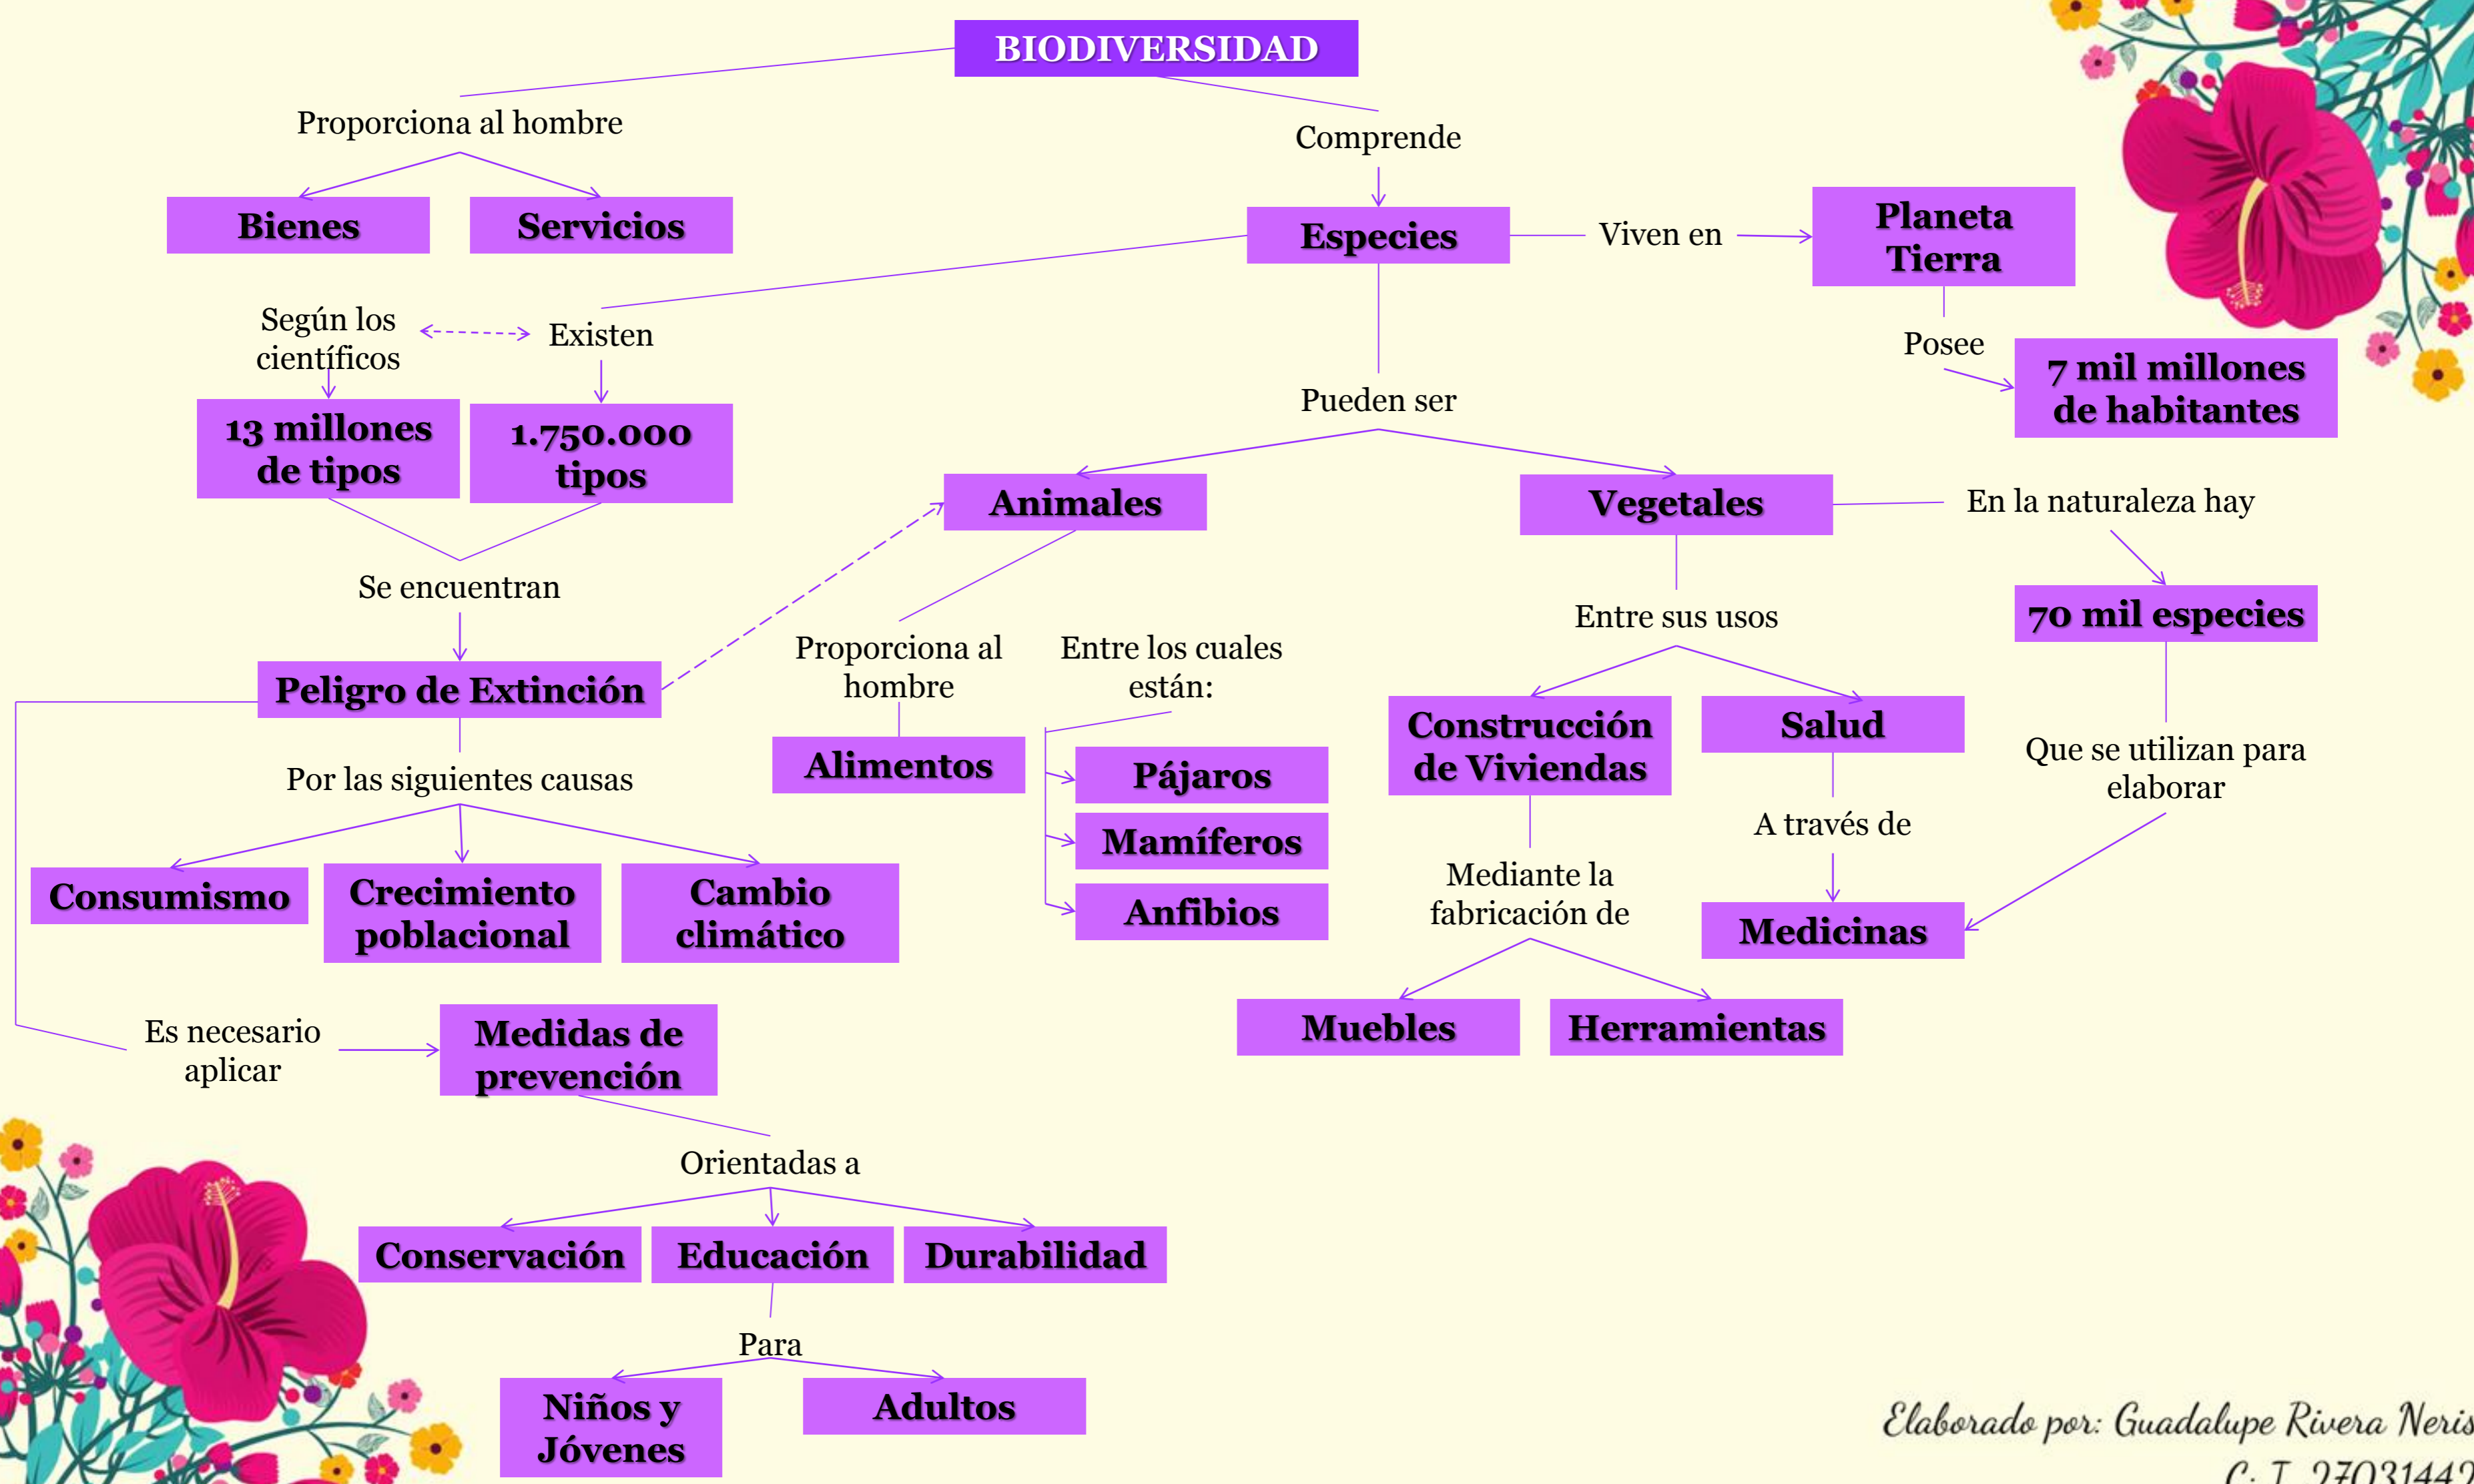 BIODIVERSIDAD
Proporciona al hombre
Comprende
Bienes
Servicios
Especies
Viven en
Planeta
Tierra
Según los
científicos
Existen
Posee
7 mil millones
de habitantes
13 millones
de tipos
1.750.000
tipos
Pueden ser
Animales
Vegetales
En la naturaleza hay
Se encuentran
Proporciona al
hombre
Entre los cuales
están:
Entre sus usos
70 mil especies
Peligro de Extinción
Alimentos
Pájaros
Mamíferos
Anfibios
Construcción
de Viviendas
Salud
Que se utilizan para
elaborar
Por las siguientes causas
A través de
Consumismo
Crecimiento
poblacional
Cambio
climático
Mediante la
fabricación de
Medicinas
Muebles
Herramientas
Es necesario
aplicar
Medidas de
prevención
Orientadas a
Conservación
Educación
Durabilidad
Para
Niños y
Jóvenes
Adultos
Elaborado por: Guadalupe Rivera Neris
C: I. 27031442